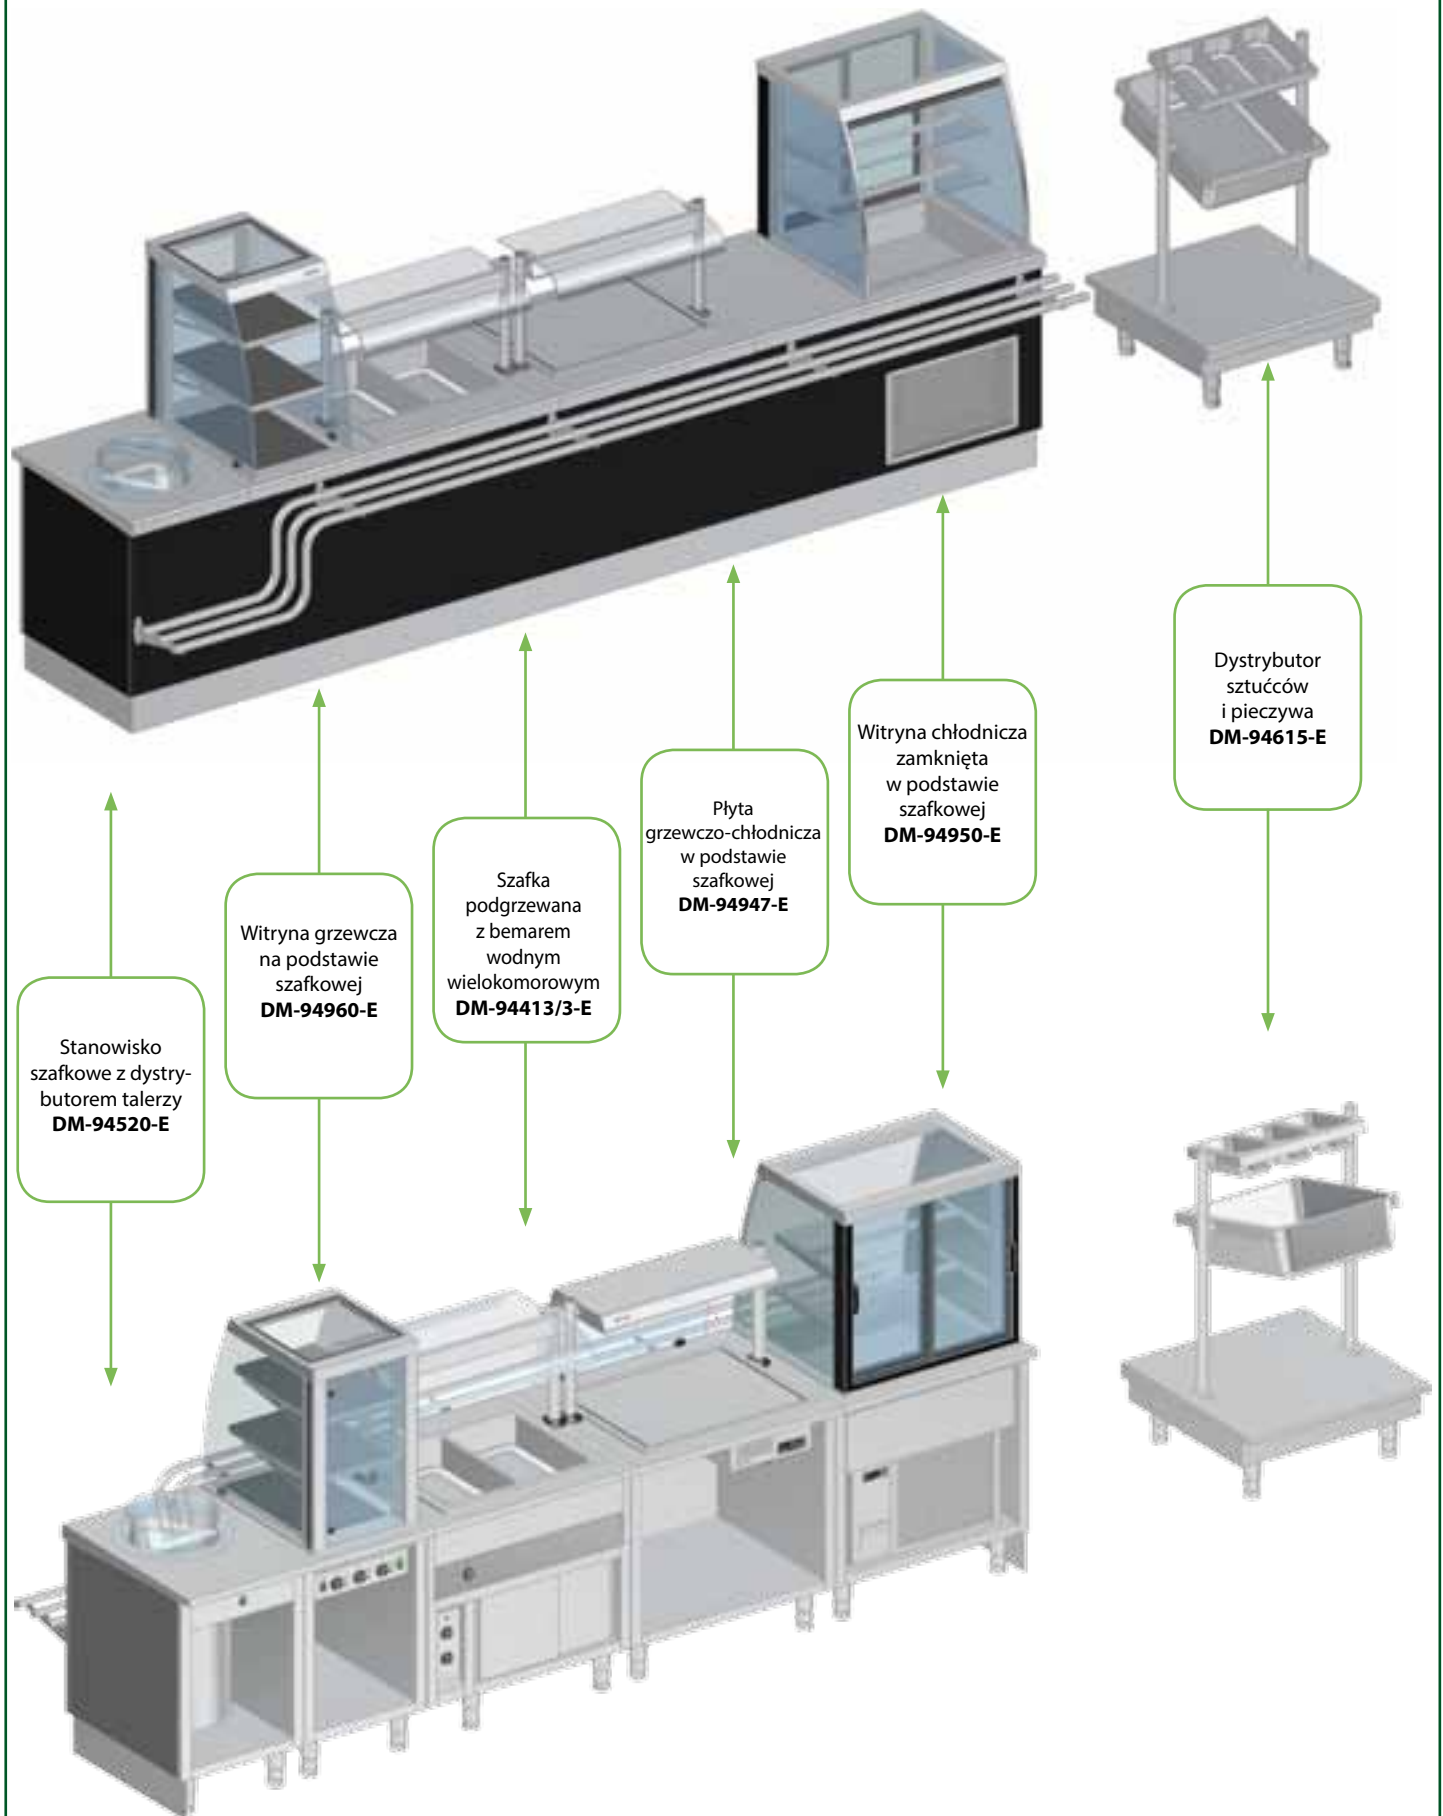 Dystrybutor
sztućców
i pieczywa
DM-94615-E
Witryna chłodnicza
zamknięta
w podstawie
szafkowej
DM-94950-E
Płyta
grzewczo-chłodnicza
w podstawie
szafkowej
DM-94947-E
Szafka
podgrzewana
z bemarem
wodnym
wielokomorowym
DM-94413/3-E
Witryna grzewcza
na podstawie
szafkowej
DM-94960-E
Stanowisko
szafkowe z dystry-
butorem talerzy
DM-94520-E